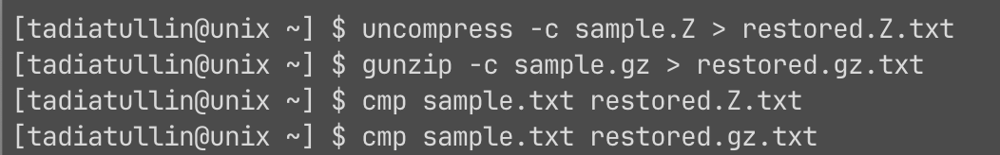 [tadiatullin@unix ~] $ uncompress -c sample.Z > restored.Z.txt
[tadiatullin@unix ~] $ gunzip -c sample.gz > restored.gz.txt
[tadiatullin@unix ~] $ cmp sample.txt restored.Z.txt
[tadiatullin@unix ~] $ cmp sample.txt restored.gz.txt